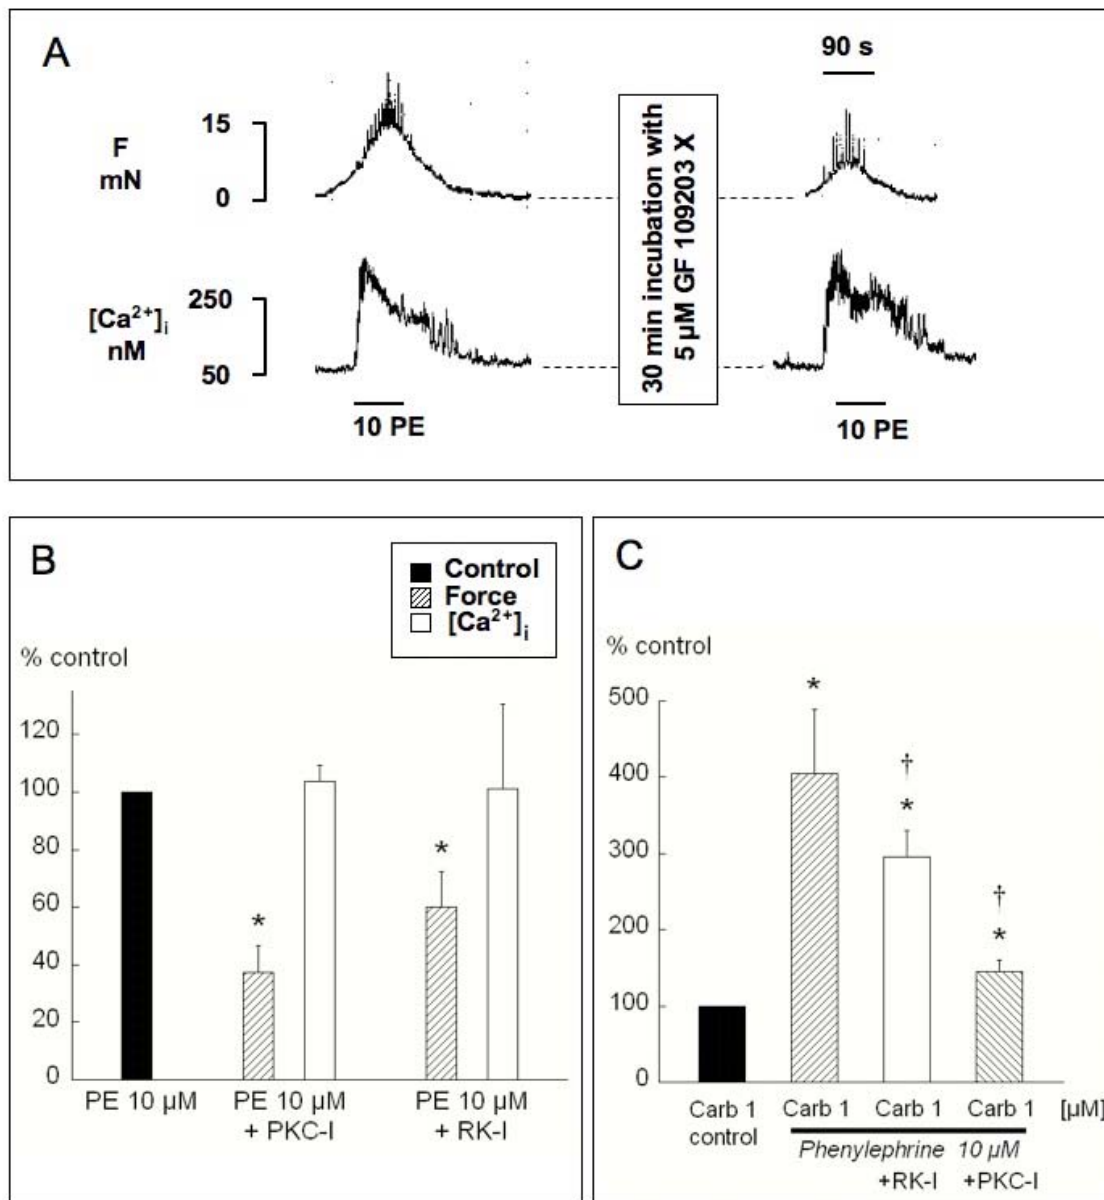 A
90 s
F
mN
15
0
30 min incubation with
5 µM GF 109203 X
[Ca²⁺]ᵢ
nM
250
50
10 PE
10 PE
B
Control
Force
[Ca²⁺]ᵢ
% control
120
100
80
60
40
20
0
*
*
PE 10 µM
PE 10 µM
+ PKC-I
PE 10 µM
+ RK-I
C
% control
500
400
300
200
100
0
*
†
*
†
*
Carb 1
control
Carb 1
Carb 1
Carb 1
[µM]
Phenylephrine 10 µM
+RK-I
+PKC-I